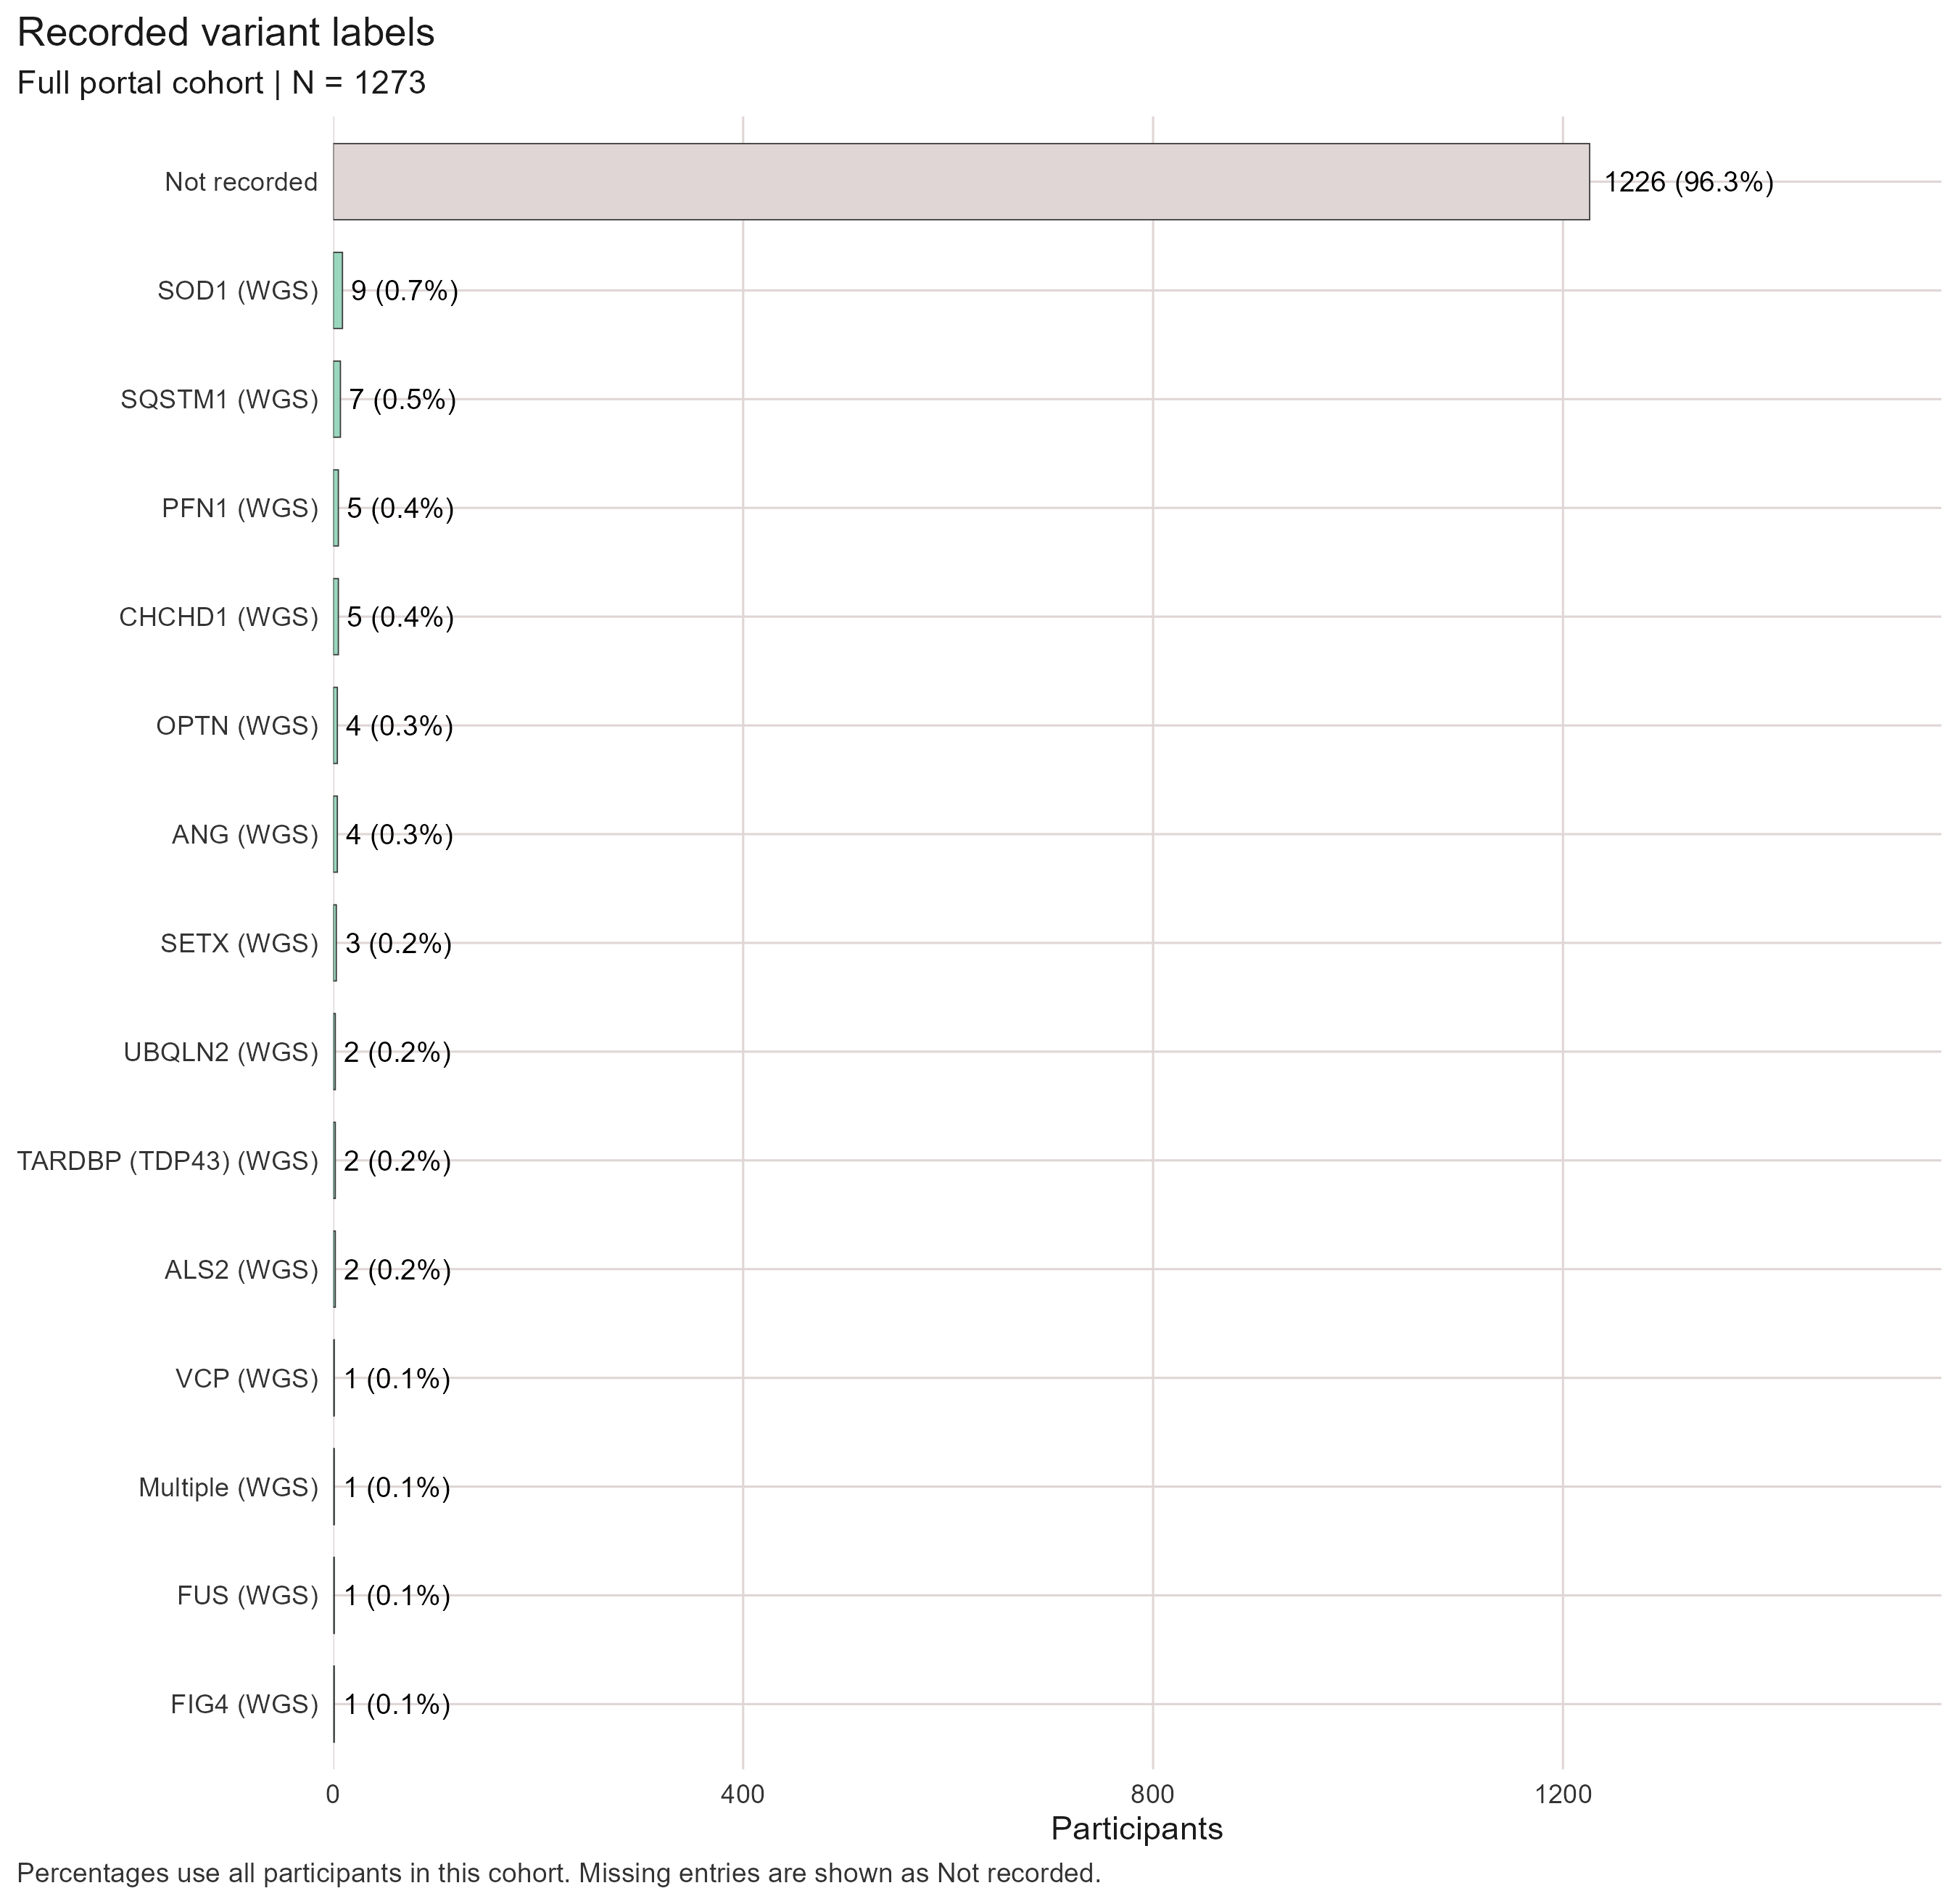 Recorded variant labels
Full portal cohort | N = 1273
Not recorded 1226 (96.3%)
SOD1 (WGS) 9 (0.7%)
SQSTM1 (WGS) 7 (0.5%)
PFN1 (WGS) 5 (0.4%)
CHCHD1 (WGS) 5 (0.4%)
OPTN (WGS) 4 (0.3%)
ANG (WGS) 4 (0.3%)
SETX (WGS) 3 (0.2%)
UBQLN2 (WGS) 2 (0.2%)
TARDBP (TDP43) (WGS) 2 (0.2%)
ALS2 (WGS) 2 (0.2%)
VCP (WGS) 1 (0.1%)
Multiple (WGS) 1 (0.1%)
FUS (WGS) 1 (0.1%)
FIG4 (WGS) 1 (0.1%)
0 400 800 1200
Participants
Percentages use all participants in this cohort. Missing entries are shown as Not recorded.